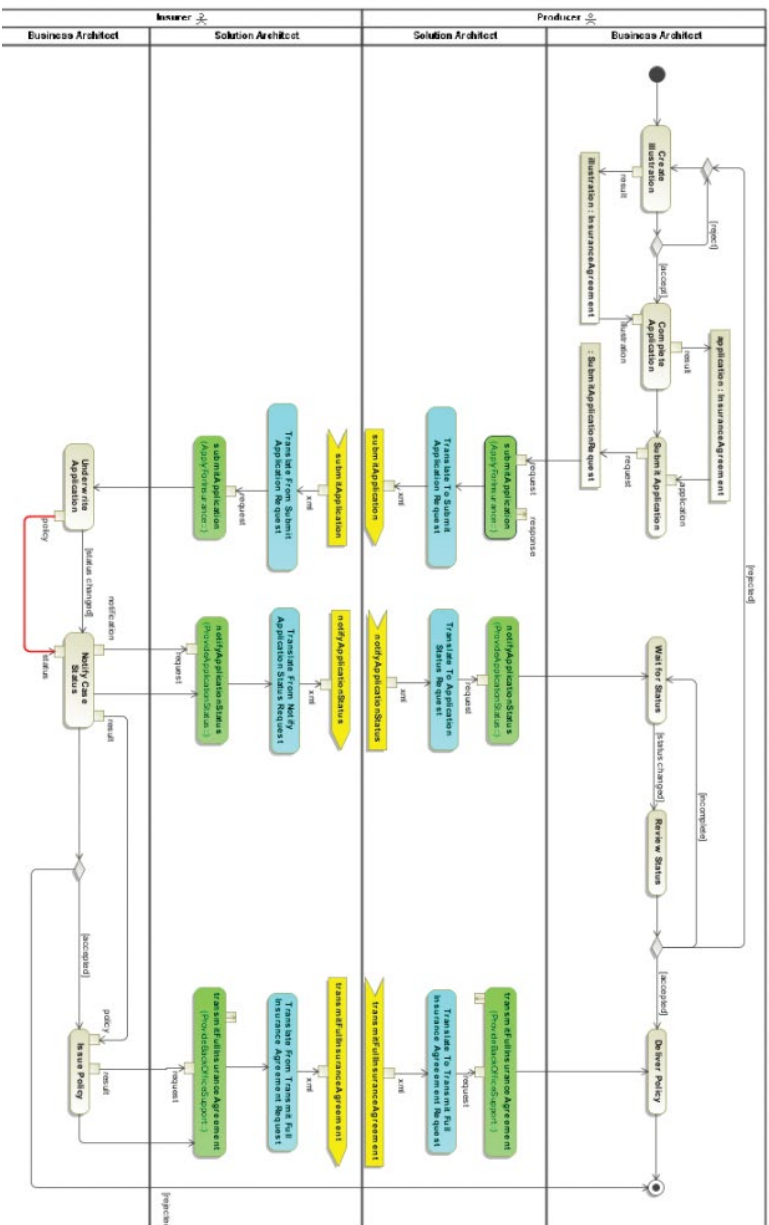 Insurer
Producer
Business Architect
Solution Architect
Solution Architect
Business Architect
Create
Illustration
result
illustration : InsuranceAgreement
[reject]
[accept]
Complete
Application
illustration
result
application : InsuranceAgreement
application
Submit Application
request
: SubmitApplicationRequest
[rejected]
request
response
submitApplication
(ApplyForInsurance::)
Translate To Submit
Application Request
xml
submitApplication
submitApplication
xml
Translate From Submit
Application Request
request
submitApplication
(ApplyForInsurance::)
Underwrite
Application
policy
[status changed]
status
Notify Case
Status
notification
result
request
notifyApplicationStatus
(ProvideApplicationStatus::)
Translate From Notify
Application Status Request
xml
notifyApplicationStatus
notifyApplicationStatus
xml
Translate To Application
Status Request
request
notifyApplicationStatus
(ProvideApplicationStatus::)
Wait for Status
[status changed]
[incomplete]
Review Status
[accepted]
Deliver Policy
[accepted]
policy
Issue Policy
result
request
transmitFullInsuranceAgreement
(ProvideBackOfficeSupport::)
Translate From Transmit Full
Insurance Agreement Request
xml
transmitFullInsuranceAgreement
transmitFullInsuranceAgreement
xml
Translate To Transmit Full
Insurance Agreement Request
request
transmitFullInsuranceAgreement
(ProvideBackOfficeSupport::)
[rejected